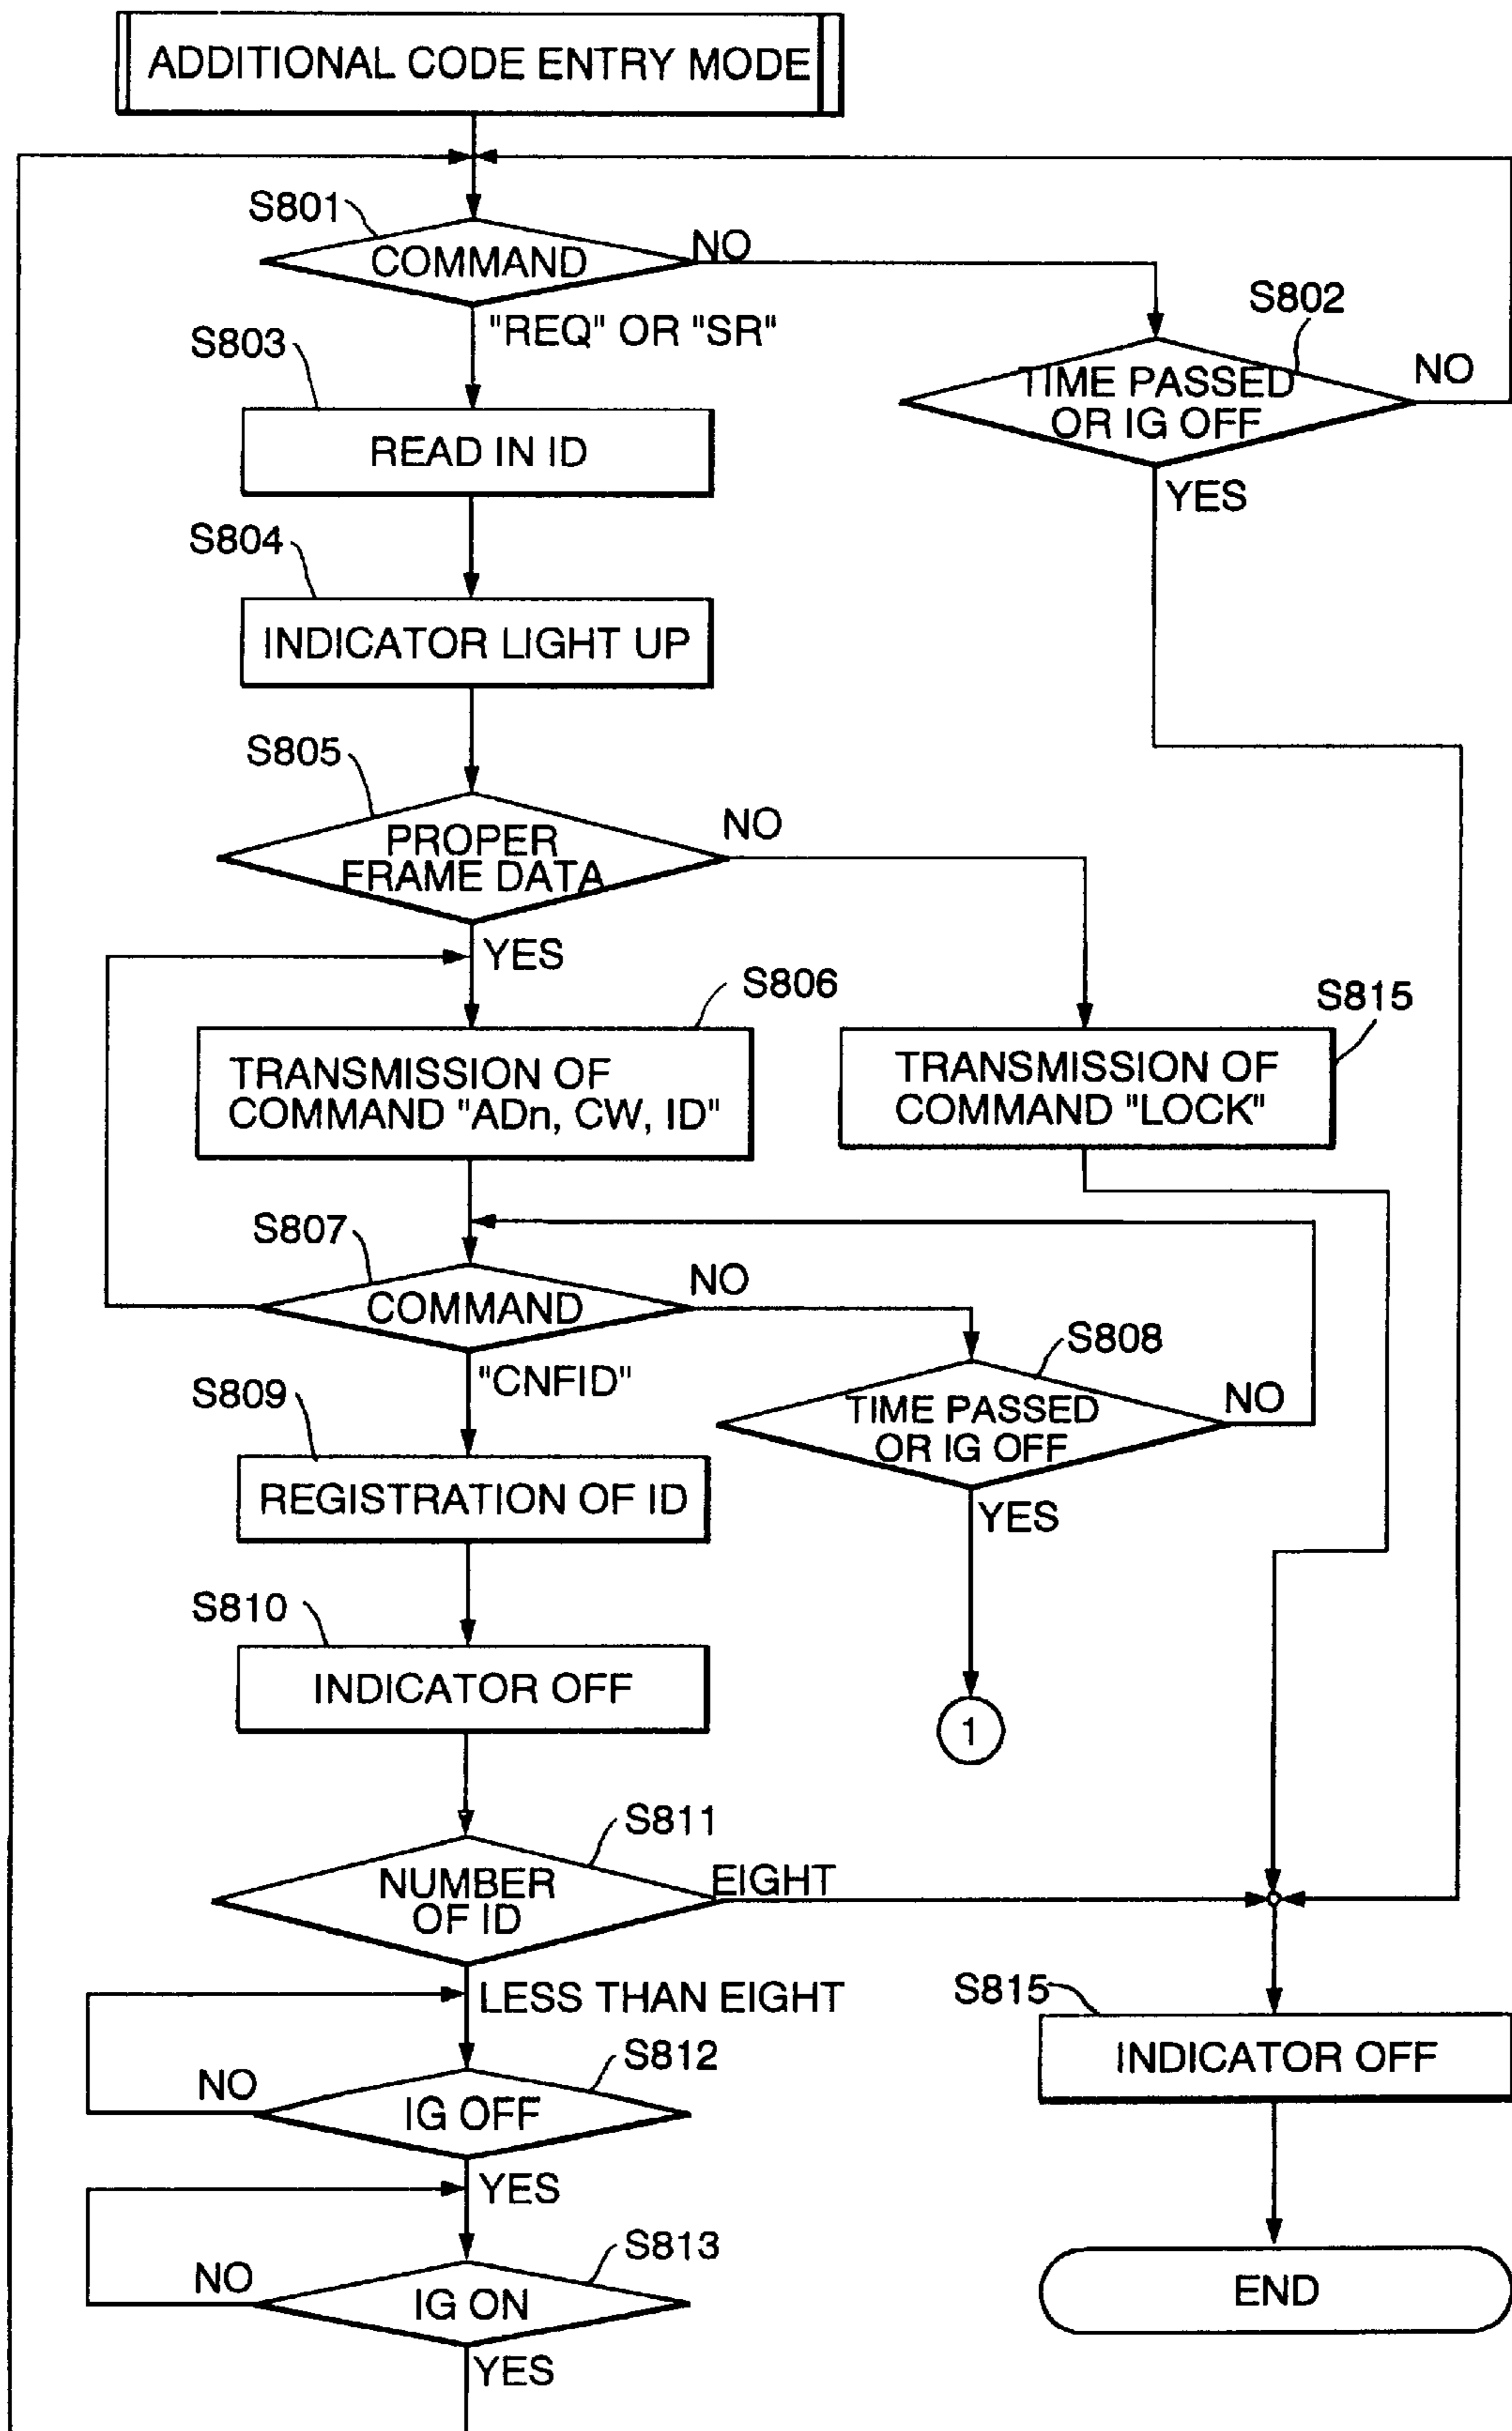 ADDITIONAL CODE ENTRY MODE
S801
COMMAND
NO
"REQ" OR "SR"
S802
TIME PASSED
OR IG OFF
NO
YES
S803
READ IN ID
S804
INDICATOR LIGHT UP
S805
PROPER
FRAME DATA
NO
YES
S806
TRANSMISSION OF
COMMAND "ADn, CW, ID"
S815
TRANSMISSION OF
COMMAND "LOCK"
S807
COMMAND
NO
"CNFID"
S808
TIME PASSED
OR IG OFF
NO
YES
1
S809
REGISTRATION OF ID
S810
INDICATOR OFF
S811
NUMBER
OF ID
EIGHT
LESS THAN EIGHT
S812
IG OFF
NO
YES
S813
IG ON
NO
YES
S815
INDICATOR OFF
END